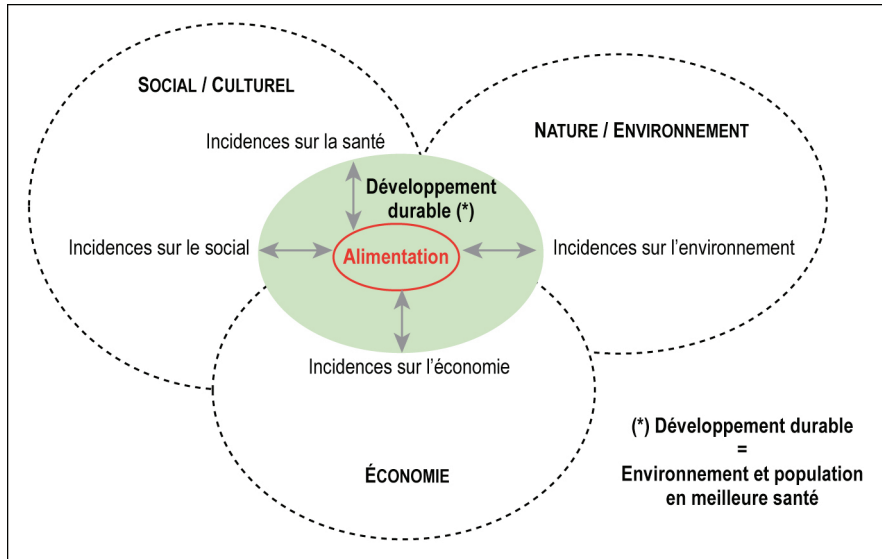 SOCIAL / CULTUREL
NATURE / ENVIRONNEMENT
Incidences sur la santé
Développement
durable (*)
Incidences sur le social
Alimentation
Incidences sur l'environnement
Incidences sur l'économie
(*) Développement durable
=
Environnement et population
en meilleure santé
ÉCONOMIE